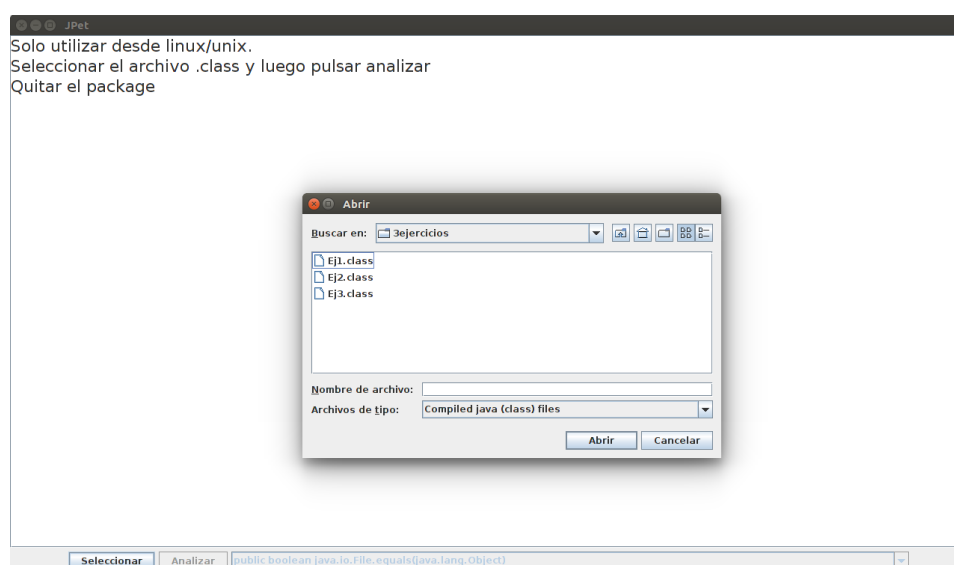 JPet
Solo utilizar desde linux/unix.
Seleccionar el archivo .class y luego pulsar analizar
Quitar el package
Abrir
Buscar en: 3ejercicios
Ej1.class
Ej2.class
Ej3.class
Nombre de archivo:
Archivos de tipo: Compiled java (class) files
Abrir Cancelar
Seleccionar Analizar public boolean java.io.File.equals(java.lang.Object)